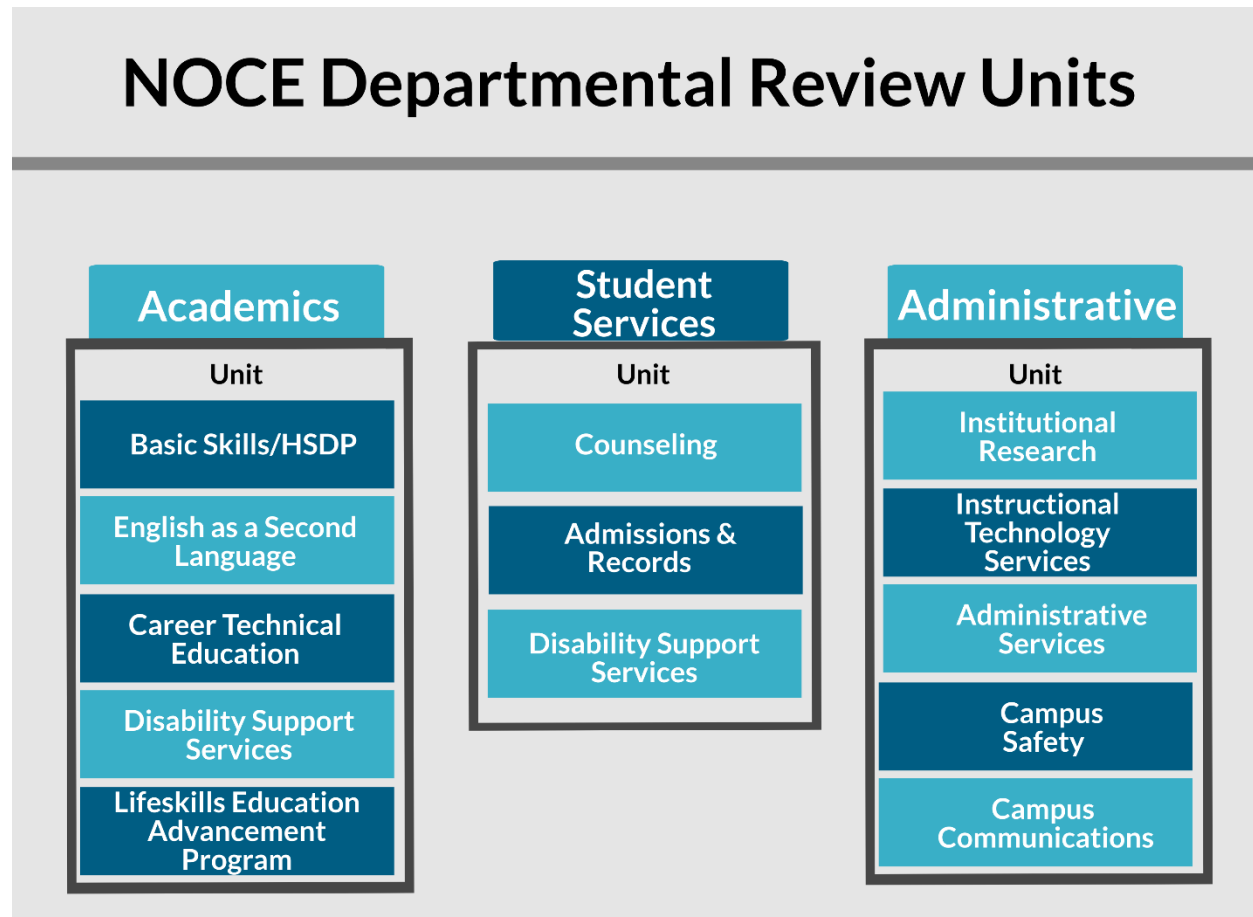 NOCE Departmental Review Units
Academics
Unit
Basic Skills/HSDP
English as a Second
Language
Career Technical
Education
Disability Support
Services
Lifeskills Education
Advancement
Program
Student
Services
Unit
Counseling
Admissions &
Records
Disability Support
Services
Administrative
Unit
Institutional
Research
Instructional
Technology
Services
Administrative
Services
Campus
Safety
Campus
Communications